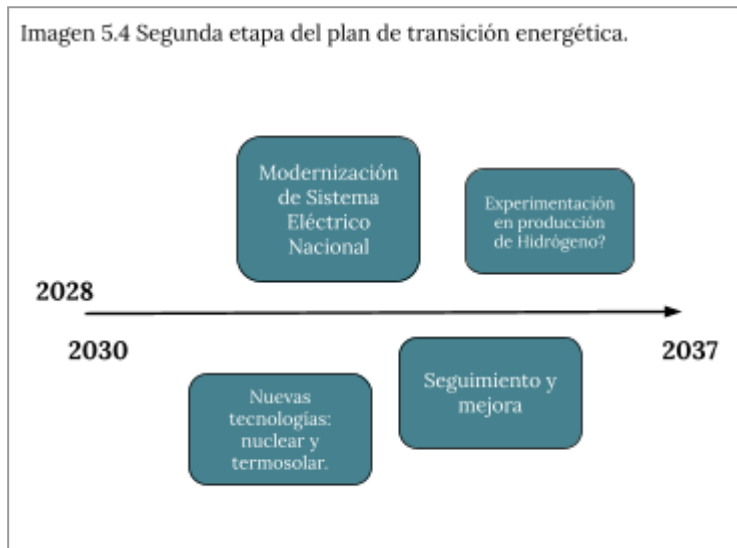 Imagen 5.4 Segunda etapa del plan de transición energética.
Modernización
de Sistema
Eléctrico
Nacional
Experimentación
en producción
de Hidrógeno?
2028
2030
2037
Nuevas
tecnologías:
nuclear y
termosolar.
Seguimiento y
mejora